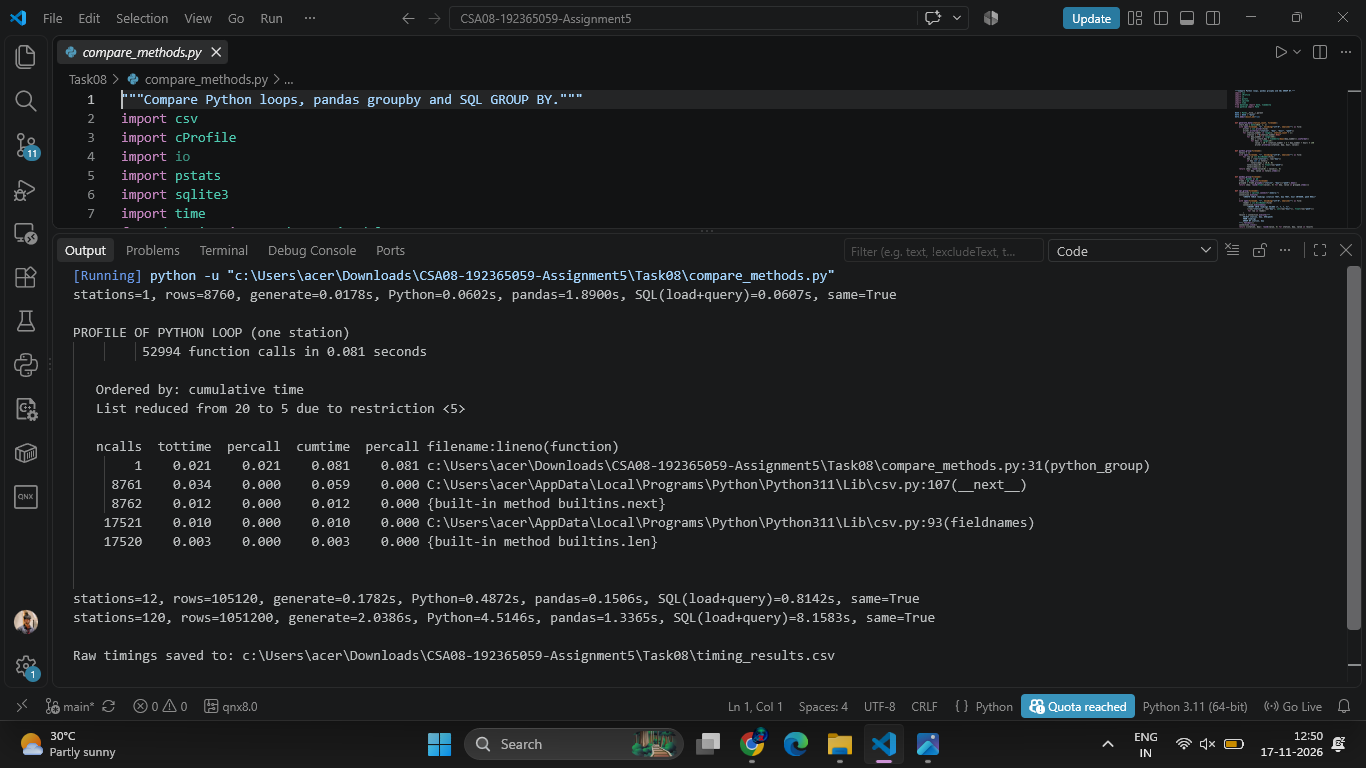 File Edit Selection View Go Run ··· CSA08-192365059-Assignment5 Update
compare_methods.py
Task08 > compare_methods.py > ...
1 """Compare Python loops, pandas groupby and SQL GROUP BY."""
2 import csv
3 import cProfile
4 import io
5 import pstats
6 import sqlite3
7 import time
Output Problems Terminal Debug Console Ports Filter (e.g. text, !excludeText, t... Code
[Running] python -u "c:\Users\acer\Downloads\CSA08-192365059-Assignment5\Task08\compare_methods.py"
stations=1, rows=8760, generate=0.0178s, Python=0.0602s, pandas=1.8900s, SQL(load+query)=0.0607s, same=True
PROFILE OF PYTHON LOOP (one station)
52994 function calls in 0.081 seconds
Ordered by: cumulative time
List reduced from 20 to 5 due to restriction <5>
ncalls tottime percall cumtime percall filename:lineno(function)
1 0.021 0.021 0.081 0.081 c:\Users\acer\Downloads\CSA08-192365059-Assignment5\Task08\compare_methods.py:31(python_group)
8761 0.034 0.000 0.059 0.000 C:\Users\acer\AppData\Local\Programs\Python\Python311\Lib\csv.py:107(__next__)
8762 0.012 0.000 0.012 0.000 {built-in method builtins.next}
17521 0.010 0.000 0.010 0.000 C:\Users\acer\AppData\Local\Programs\Python\Python311\Lib\csv.py:93(fieldnames)
17520 0.003 0.000 0.003 0.000 {built-in method builtins.len}
stations=12, rows=105120, generate=0.1782s, Python=0.4872s, pandas=0.1506s, SQL(load+query)=0.8142s, same=True
stations=120, rows=1051200, generate=2.0386s, Python=4.5146s, pandas=1.3365s, SQL(load+query)=8.1583s, same=True
Raw timings saved to: c:\Users\acer\Downloads\CSA08-192365059-Assignment5\Task08\timing_results.csv
11
QNX
1
main* 0 0 qnx8.0 Ln 1, Col 1 Spaces: 4 UTF-8 CRLF { } Python Quota reached Python 3.11 (64-bit) Go Live
30°C
Partly sunny
Search
ENG
IN
12:50
17-11-2026